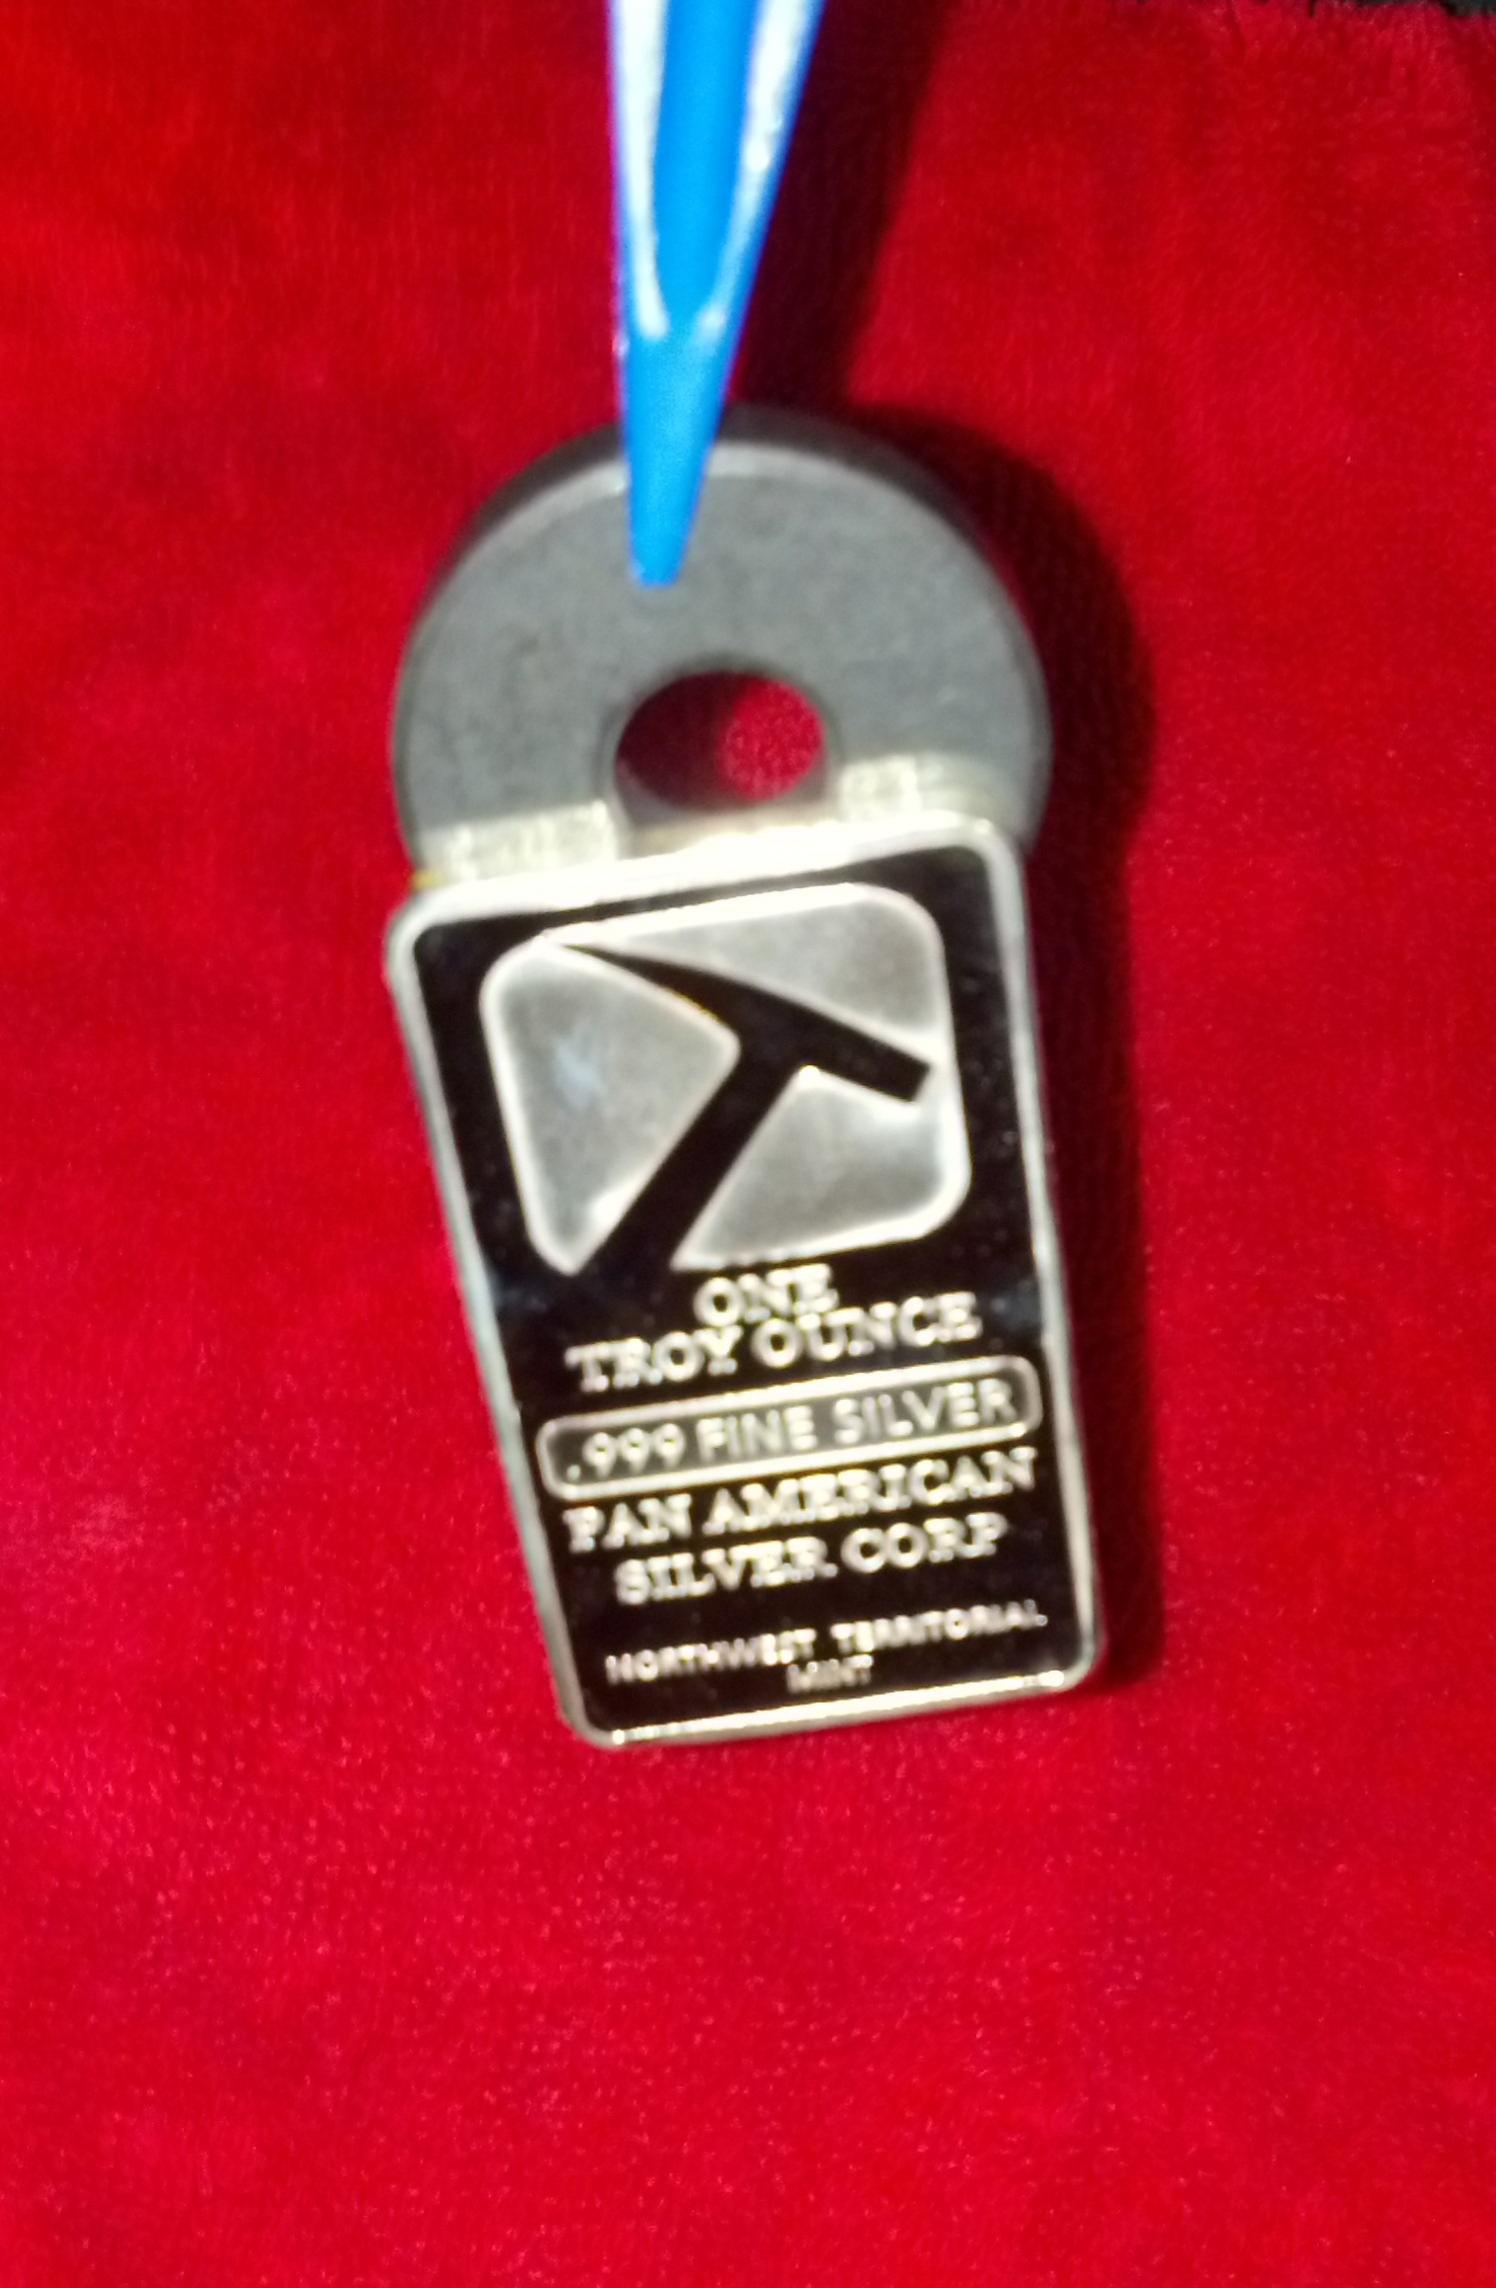 ONE
TROY OUNCE
.999 FINE SILVER
PAN AMERICAN
SILVER CORP
NORTHWEST TERRITORIAL
MINT